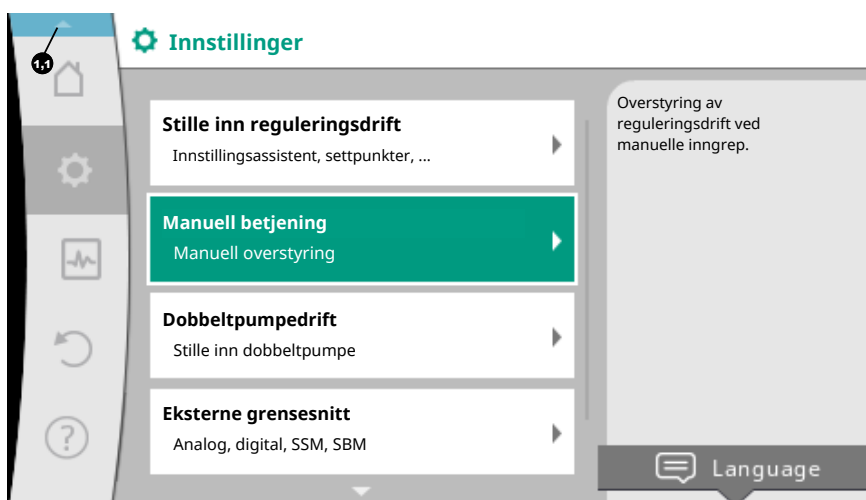 Innstillinger
1,1
Stille inn reguleringsdrift
Innstillingsassistent, settpunkter, ...
Manuell betjening
Manuell overstyring
Dobbeltpumpedrift
Stille inn dobbeltpumpe
Eksterne grensesnitt
Analog, digital, SSM, SBM
Overstyring av
reguleringsdrift ved
manuelle inngrep.
Language